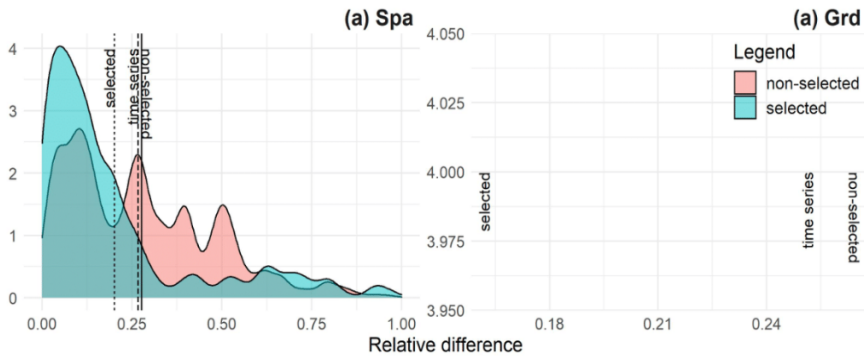 (a) Spa
4
3
2
1
0
selected
time series
non-selected
0.00
0.25
0.50
0.75
1.00
(a) Grd
4.050
4.025
4.000
3.975
3.950
Legend
non-selected
selected
selected
time series
non-selected
0.18
0.21
0.24
Relative difference